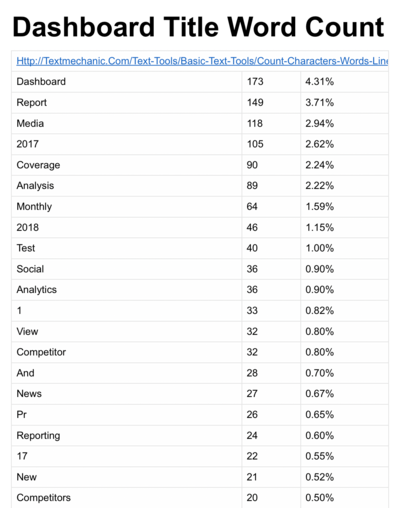 Dashboard Title Word Count
Http://Textmechanic.Com/Text-Tools/Basic-Text-Tools/Count-Characters-Words-Line
Dashboard 173 4.31%
Report 149 3.71%
Media 118 2.94%
2017 105 2.62%
Coverage 90 2.24%
Analysis 89 2.22%
Monthly 64 1.59%
2018 46 1.15%
Test 40 1.00%
Social 36 0.90%
Analytics 36 0.90%
1 33 0.82%
View 32 0.80%
Competitor 32 0.80%
And 28 0.70%
News 27 0.67%
Pr 26 0.65%
Reporting 24 0.60%
17 22 0.55%
New 21 0.52%
Competitors 20 0.50%